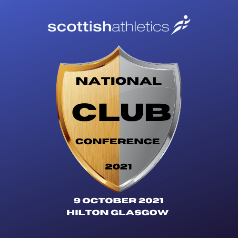 scottishathletics
NATIONAL
CLUB
CONFERENCE
2021
9 OCTOBER 2021
HILTON GLASGOW